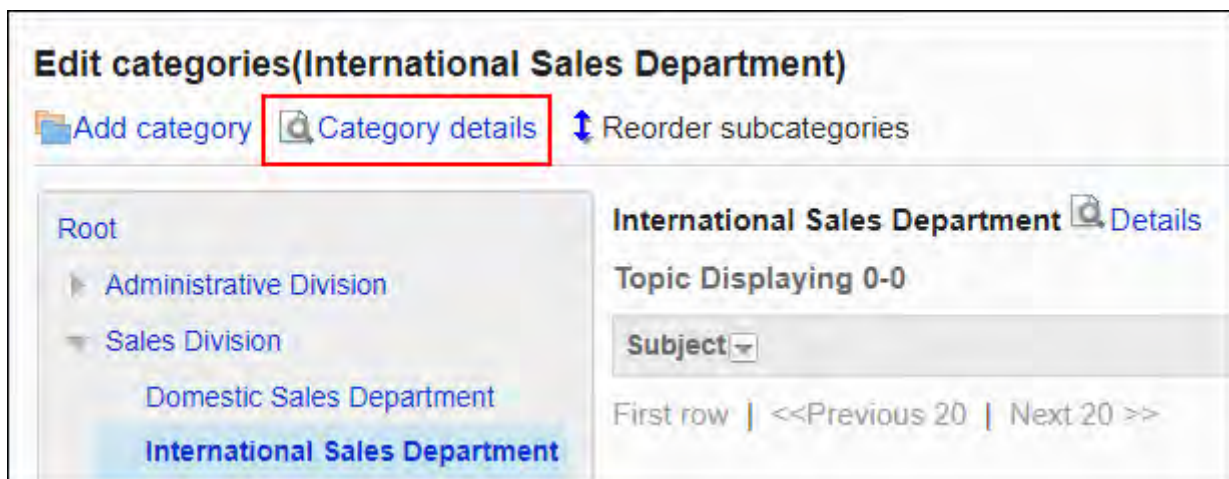 Edit categories(International Sales Department)
Add category Category details Reorder subcategories
Root
Administrative Division
Sales Division
Domestic Sales Department
International Sales Department
International Sales Department Details
Topic Displaying 0-0
Subject
First row | <<Previous 20 | Next 20 >>